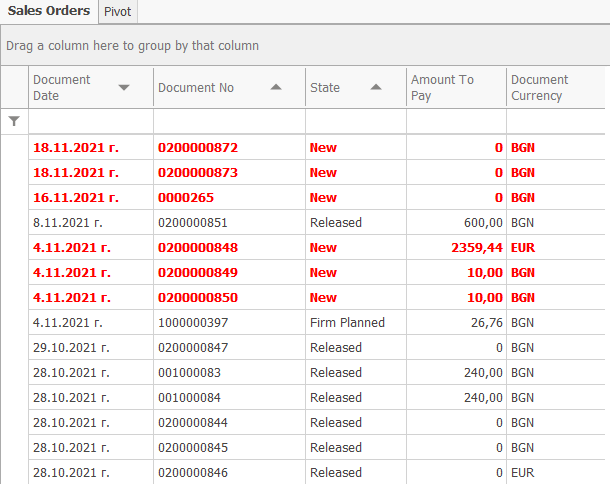 Sales Orders Pivot
Drag a column here to group by that column
Document Date Document No State Amount To Pay Document Currency
18.11.2021 г. 0200000872 New 0 BGN
18.11.2021 г. 0200000873 New 0 BGN
16.11.2021 г. 0000265 New 0 BGN
8.11.2021 г. 0200000851 Released 600,00 BGN
4.11.2021 г. 0200000848 New 2359,44 EUR
4.11.2021 г. 0200000849 New 10,00 BGN
4.11.2021 г. 0200000850 New 10,00 BGN
4.11.2021 г. 1000000397 Firm Planned 26,76 BGN
29.10.2021 г. 0200000847 Released 0 BGN
28.10.2021 г. 001000083 Released 240,00 BGN
28.10.2021 г. 001000084 Released 240,00 BGN
28.10.2021 г. 0200000844 Released 0 BGN
28.10.2021 г. 0200000845 Released 0 BGN
28.10.2021 г. 0200000846 Released 0 EUR